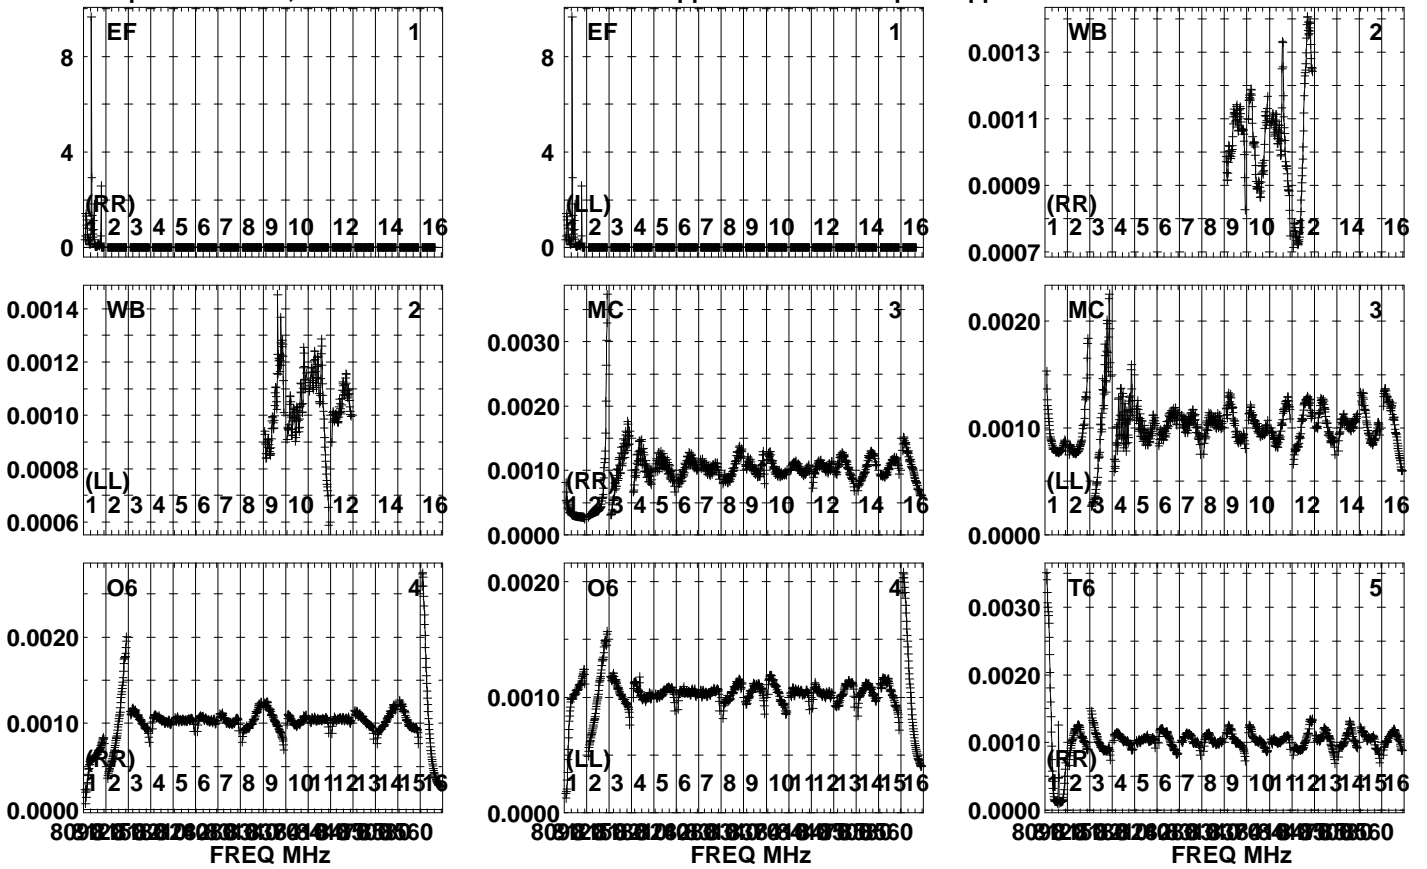 EF 1
8
4
0
(RR)
2 3 4 5 6 7 8 9 10 12 14 16
EF 1
8
4
0
(LL)
2 3 4 5 6 7 8 9 10 12 14 16
WB 2
0.0013
0.0011
0.0009
0.0007
(RR)
1 2 3 4 5 6 7 8 9 10 12 14 16
WB 2
0.0014
0.0012
0.0010
0.0008
0.0006
(LL)
1 2 3 4 5 6 7 8 9 10 12 14 16
MC 3
0.0030
0.0020
0.0010
0.0000
(RR)
1 2 3 4 5 6 7 8 9 10 12 14 16
MC 3
0.0020
0.0010
0.0000
(LL)
1 2 3 4 5 6 7 8 9 10 12 14 16
O6 4
0.0020
0.0010
0.0000
(RR)
1 2 3 4 5 6 7 8 9 10 11 12 13 14 15 16
FREQ MHz
O6 4
0.0020
0.0010
0.0000
(LL)
1 2 3 4 5 6 7 8 9 10 11 12 13 14 15 16
FREQ MHz
T6 5
0.0030
0.0020
0.0010
0.0000
(RR)
1 2 3 4 5 6 7 8 9 10 11 12 13 14 15 16
FREQ MHz